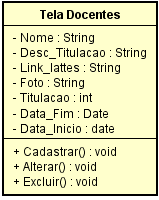 Tela Docentes
- Nome : String
- Desc_Titulacao : String
- Link_lattes : String
- Foto : String
- Titulacao : int
- Data_Fim : Date
- Data_Inicio : date
+ Cadastrar() : void
+ Alterar() : void
+ Excluir() : void